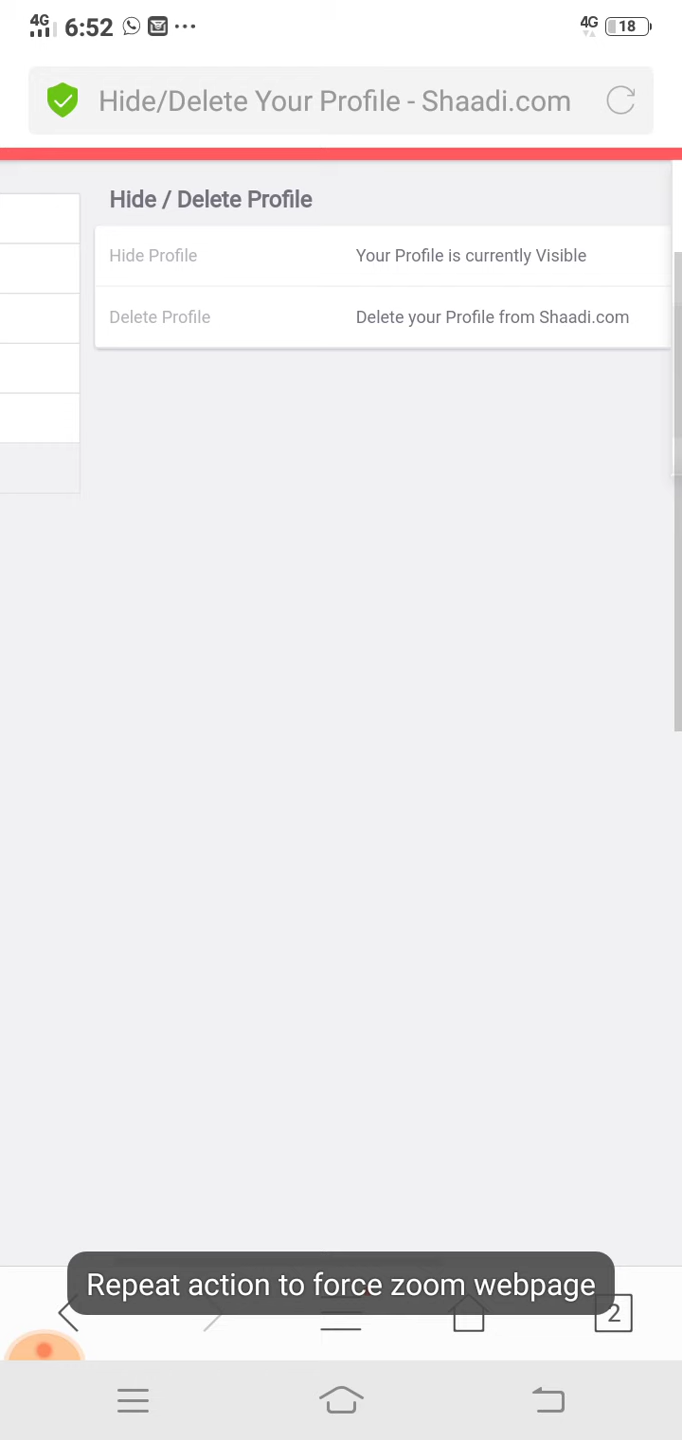 4G 6:52 ... 4G 18
Hide/Delete Your Profile - Shaadi.com
Hide / Delete Profile
Hide Profile Your Profile is currently Visible
Delete Profile Delete your Profile from Shaadi.com
Repeat action to force zoom webpage
2